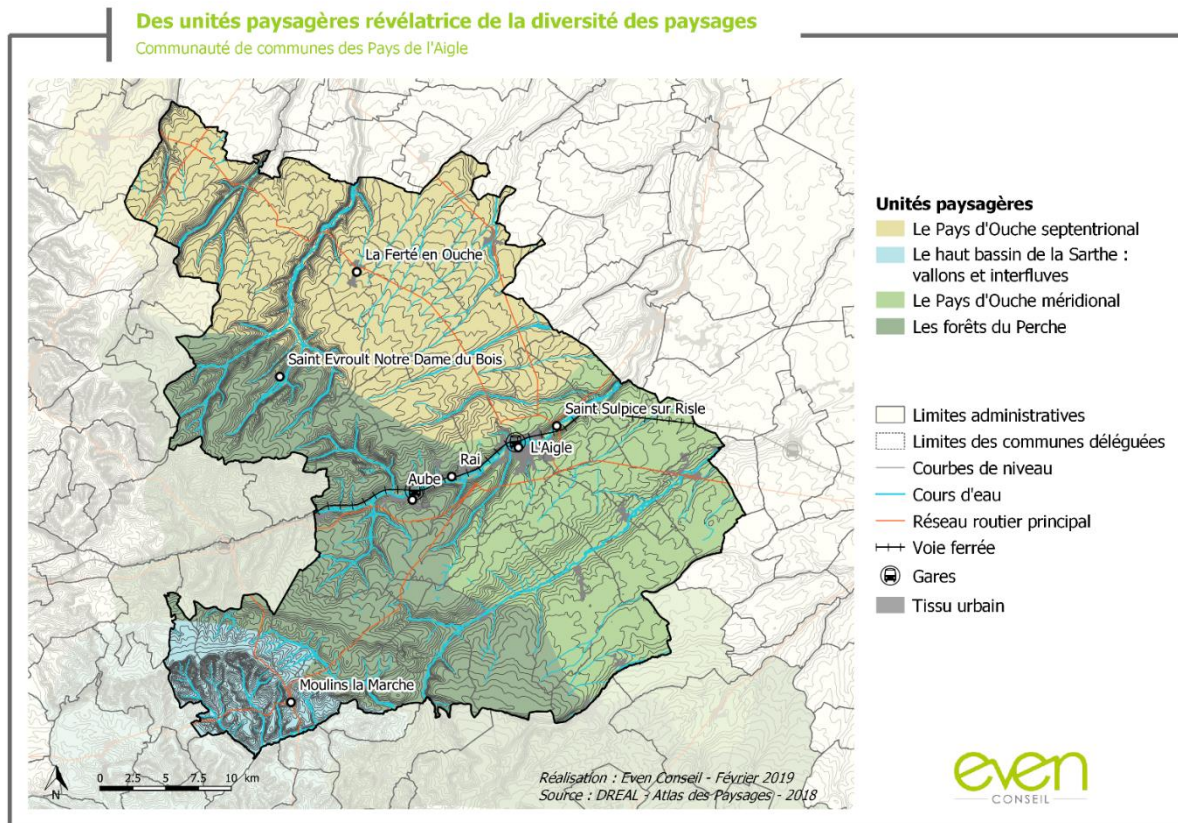 Des unités paysagères révélatrice de la diversité des paysages
Communauté de communes des Pays de l'Aigle
La Ferté en Ouche
Saint Evroult Notre Dame du Bois
Saint Sulpice sur Risle
L'Aigle
Rai
Aube
Moulins la Marche
N
0 2.5 5 7.5 10 km
Réalisation : Even Conseil - Février 2019
Source : DREAL - Atlas des Paysages - 2018
Unités paysagères
Le Pays d'Ouche septentrional
Le haut bassin de la Sarthe :
vallons et interfluves
Le Pays d'Ouche méridional
Les forêts du Perche
Limites administratives
Limites des communes déléguées
Courbes de niveau
Cours d'eau
Réseau routier principal
Voie ferrée
Gares
Tissu urbain
even
CONSEIL